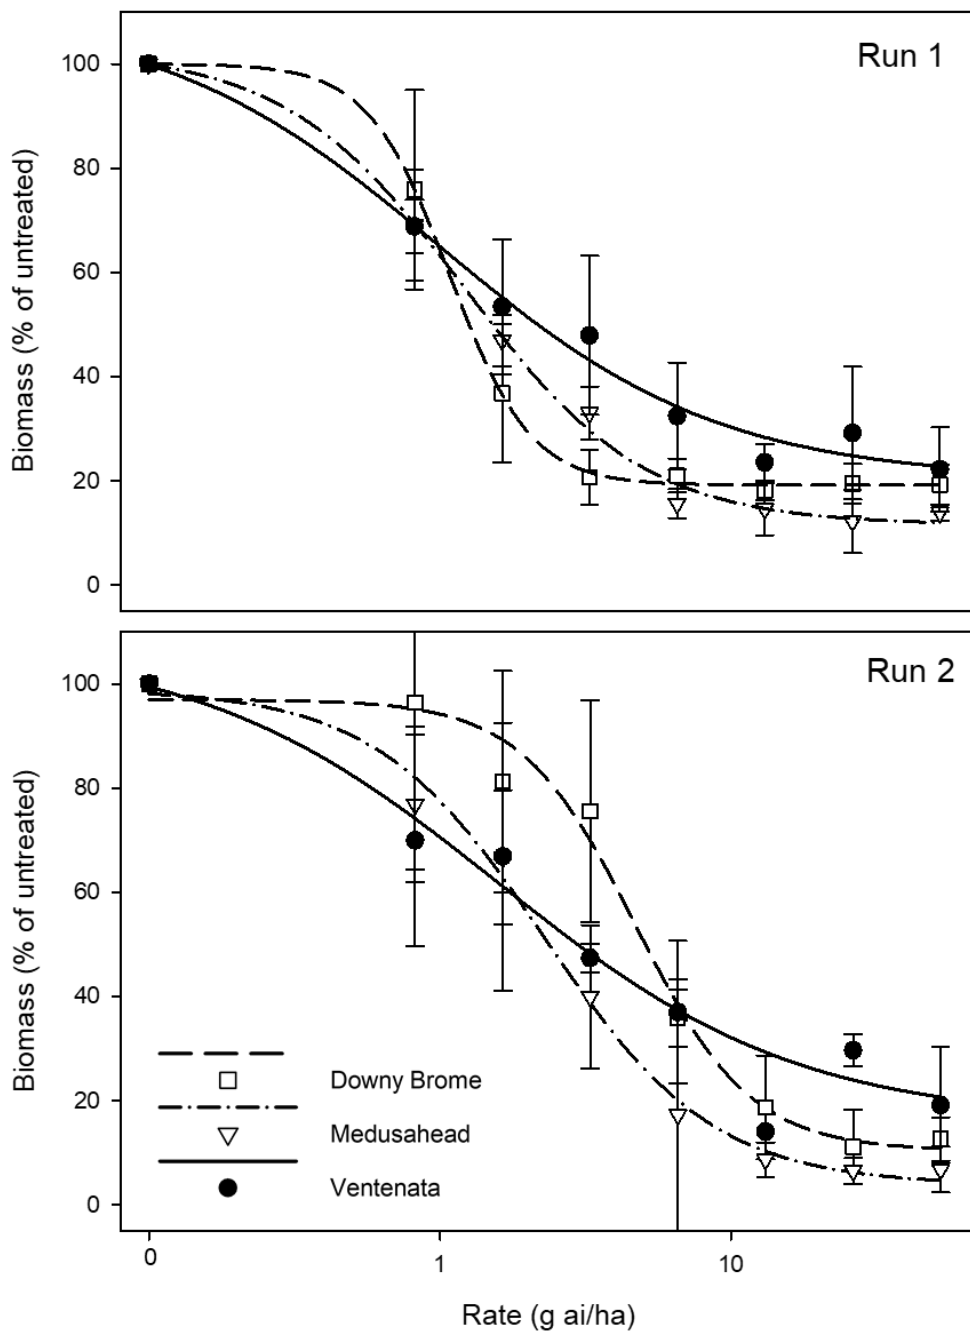 Run 1
100
80
60
40
20
0
Biomass (% of untreated)
Run 2
100
80
60
40
20
0
Biomass (% of untreated)
Downy Brome
Medusahead
Ventenata
0 1 10
Rate (g ai/ha)